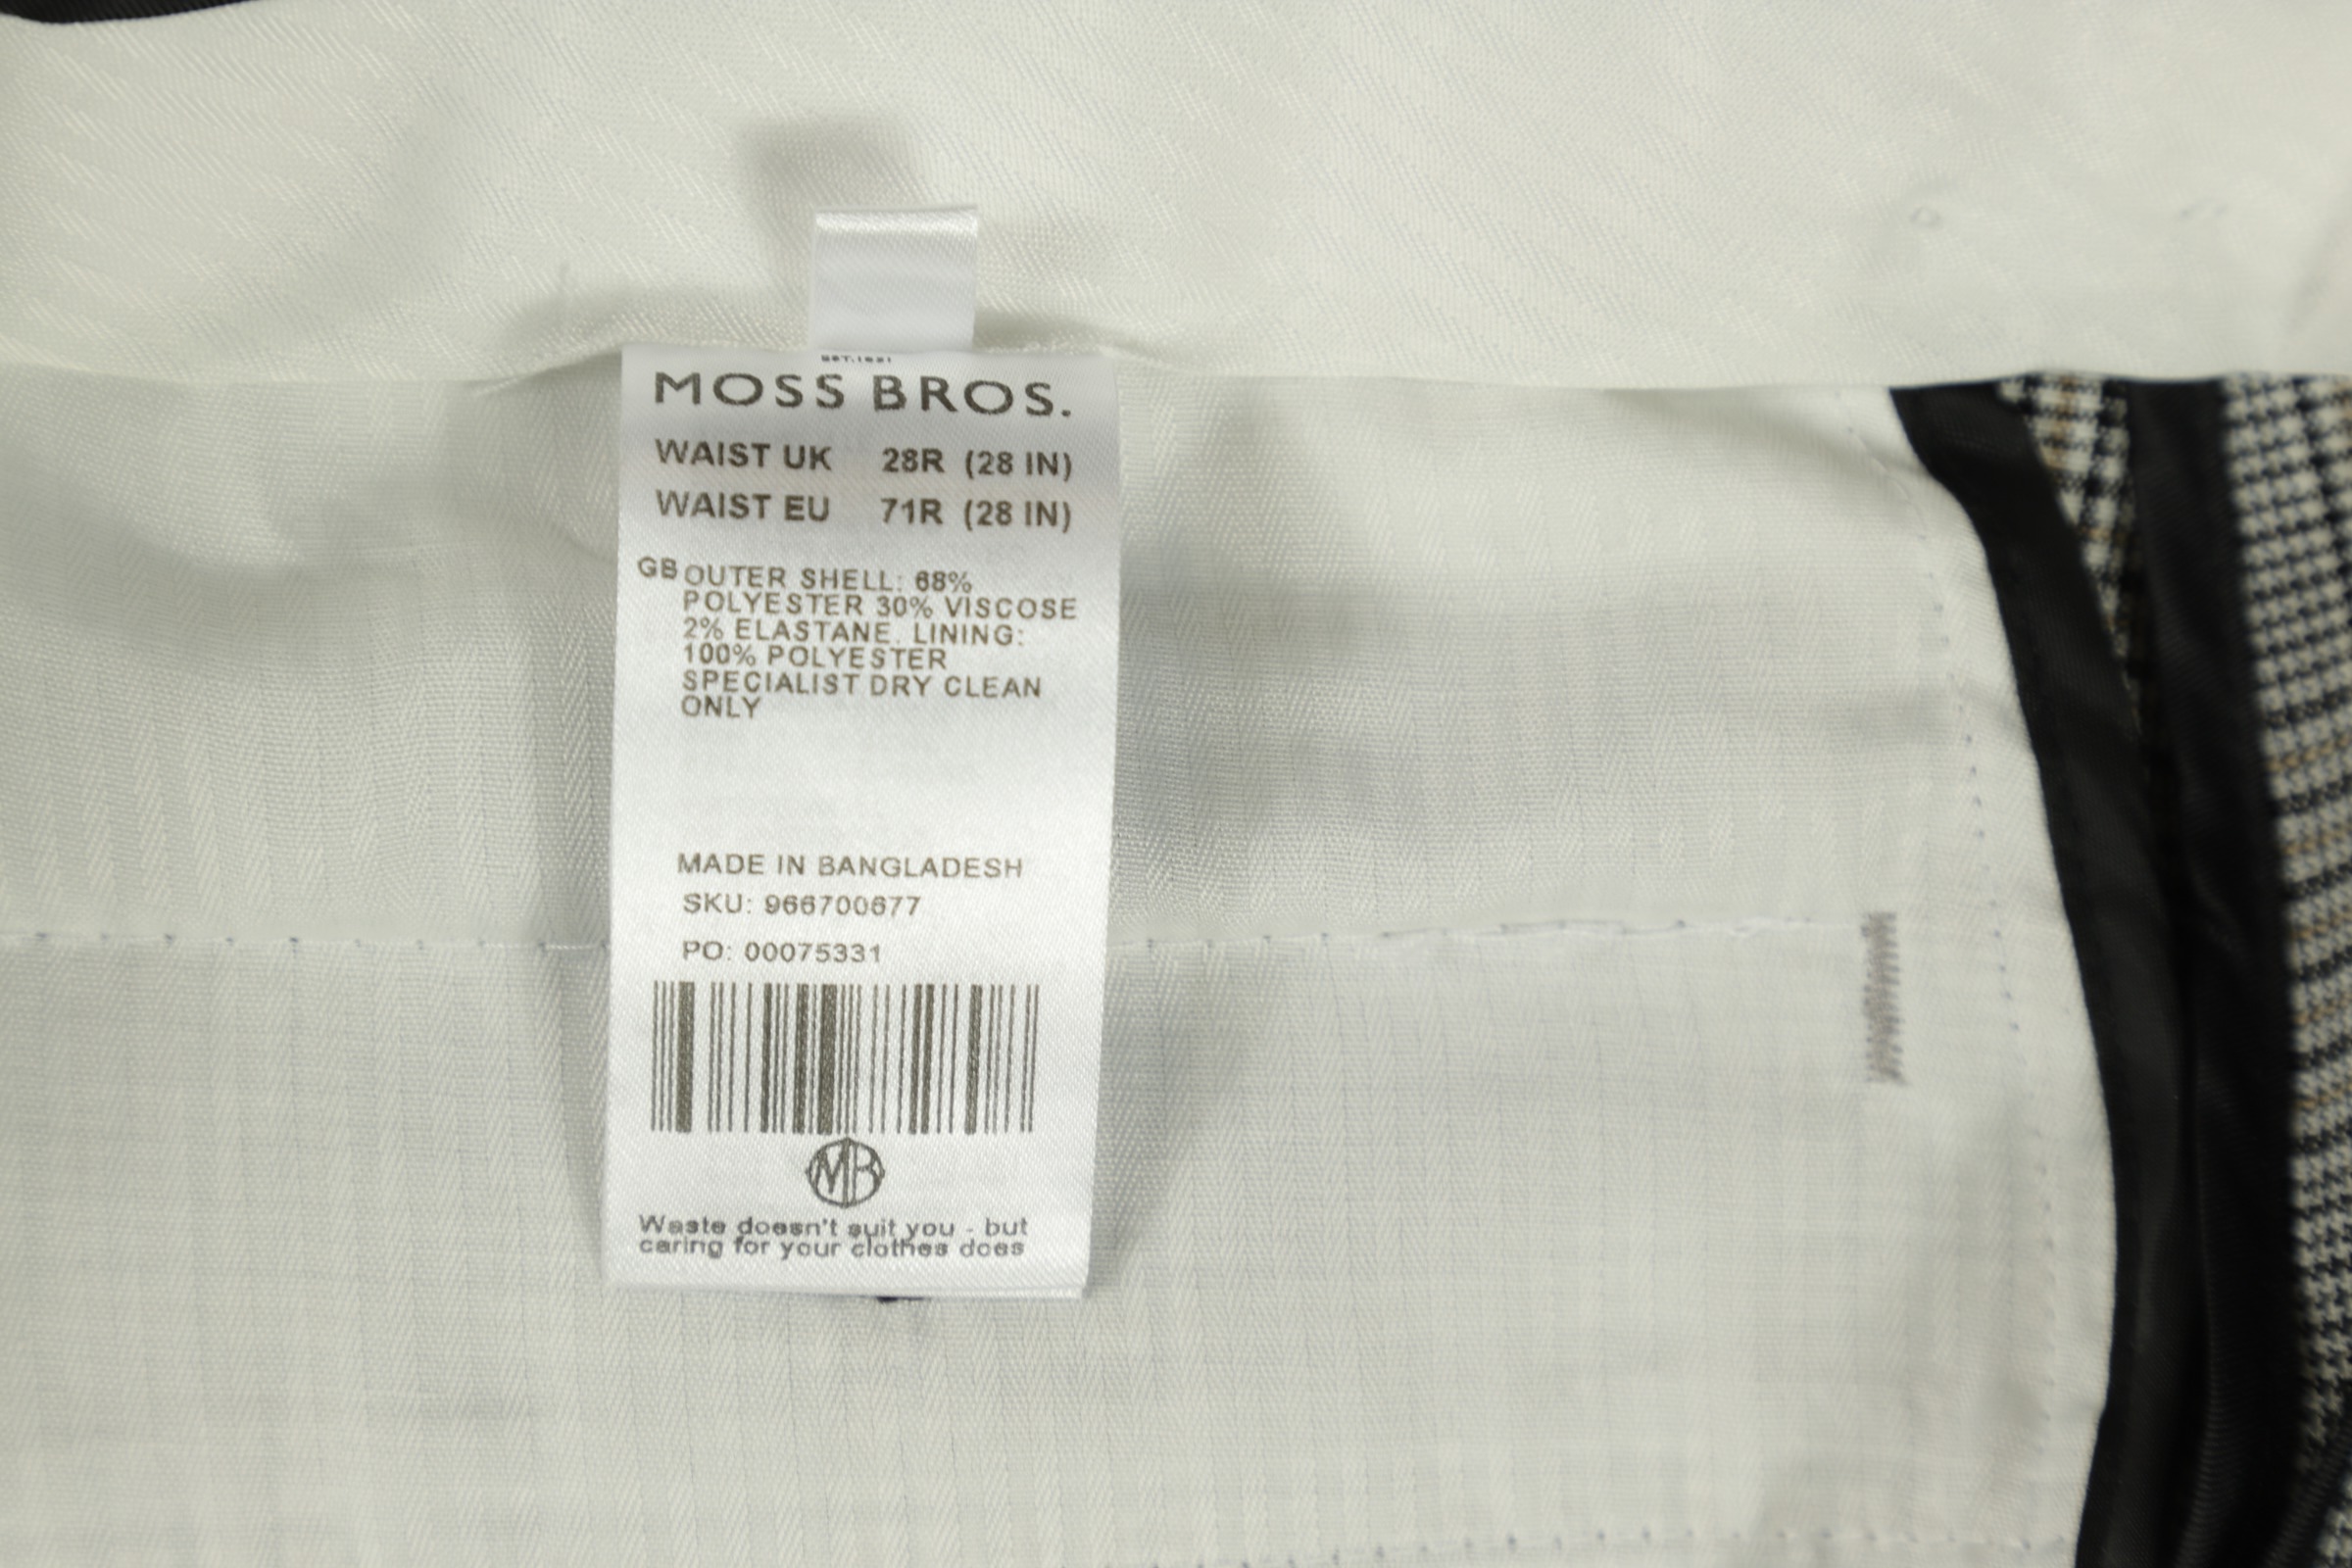 EST.1851
MOSS BROS.
WAIST UK 28R (28 IN)
WAIST EU 71R (28 IN)
GB OUTER SHELL: 68%
POLYESTER 30% VISCOSE
2% ELASTANE. LINING:
100% POLYESTER
SPECIALIST DRY CLEAN
ONLY
MADE IN BANGLADESH
SKU: 966700677
PO: 00075331
MB
Waste doesn't suit you - but
caring for your clothes does